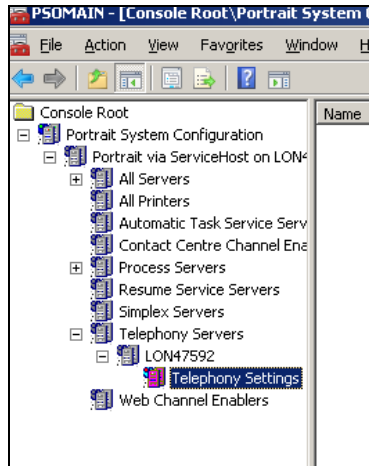 PSOMAIN - [Console Root\Portrait System
File Action View Favorites Window
Console Root
Name
Portrait System Configuration
Portrait via ServiceHost on LON4
All Servers
All Printers
Automatic Task Service Serv
Contact Centre Channel Ena
Process Servers
Resume Service Servers
Simplex Servers
Telephony Servers
LON47592
Telephony Settings
Web Channel Enablers